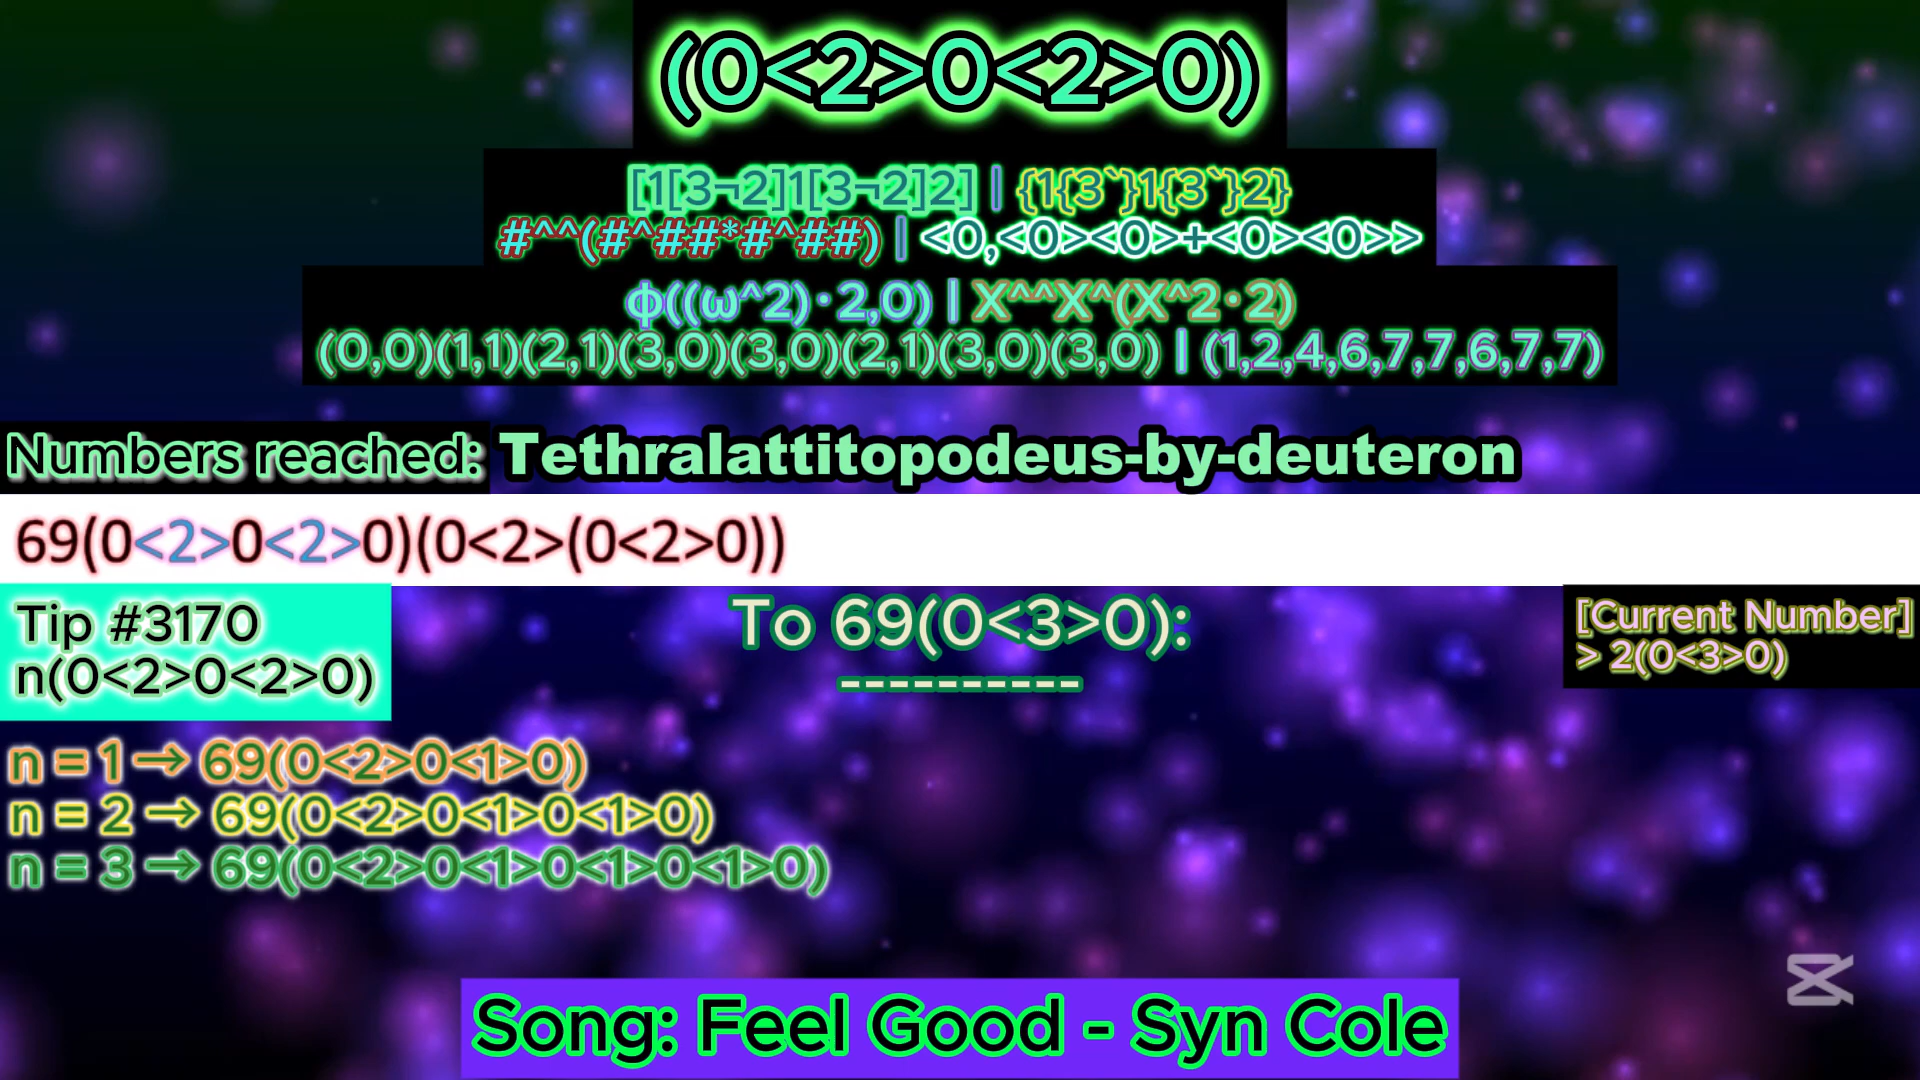 (0<2>0<2>0)
[1[3¬2]1[3¬2]2] | {1{3`}1{3`}2}
#^^(#^##*#^##) | <0,<0><0>+<0><0>>
φ((ω^2)·2,0) | X^^X^(X^2·2)
(0,0)(1,1)(2,1)(3,0)(3,0)(2,1)(3,0)(3,0) | (1,2,4,6,7,7,6,7,7)
Numbers reached: Tethralattitopodeus-by-deuteron
69(0<2>0<2>0)(0<2>(0<2>0))
Tip #3170
n(0<2>0<2>0)
To 69(0<3>0):
----------
[Current Number]
> 2(0<3>0)
n = 1 → 69(0<2>0<1>0)
n = 2 → 69(0<2>0<1>0<1>0)
n = 3 → 69(0<2>0<1>0<1>0<1>0)
Song: Feel Good - Syn Cole